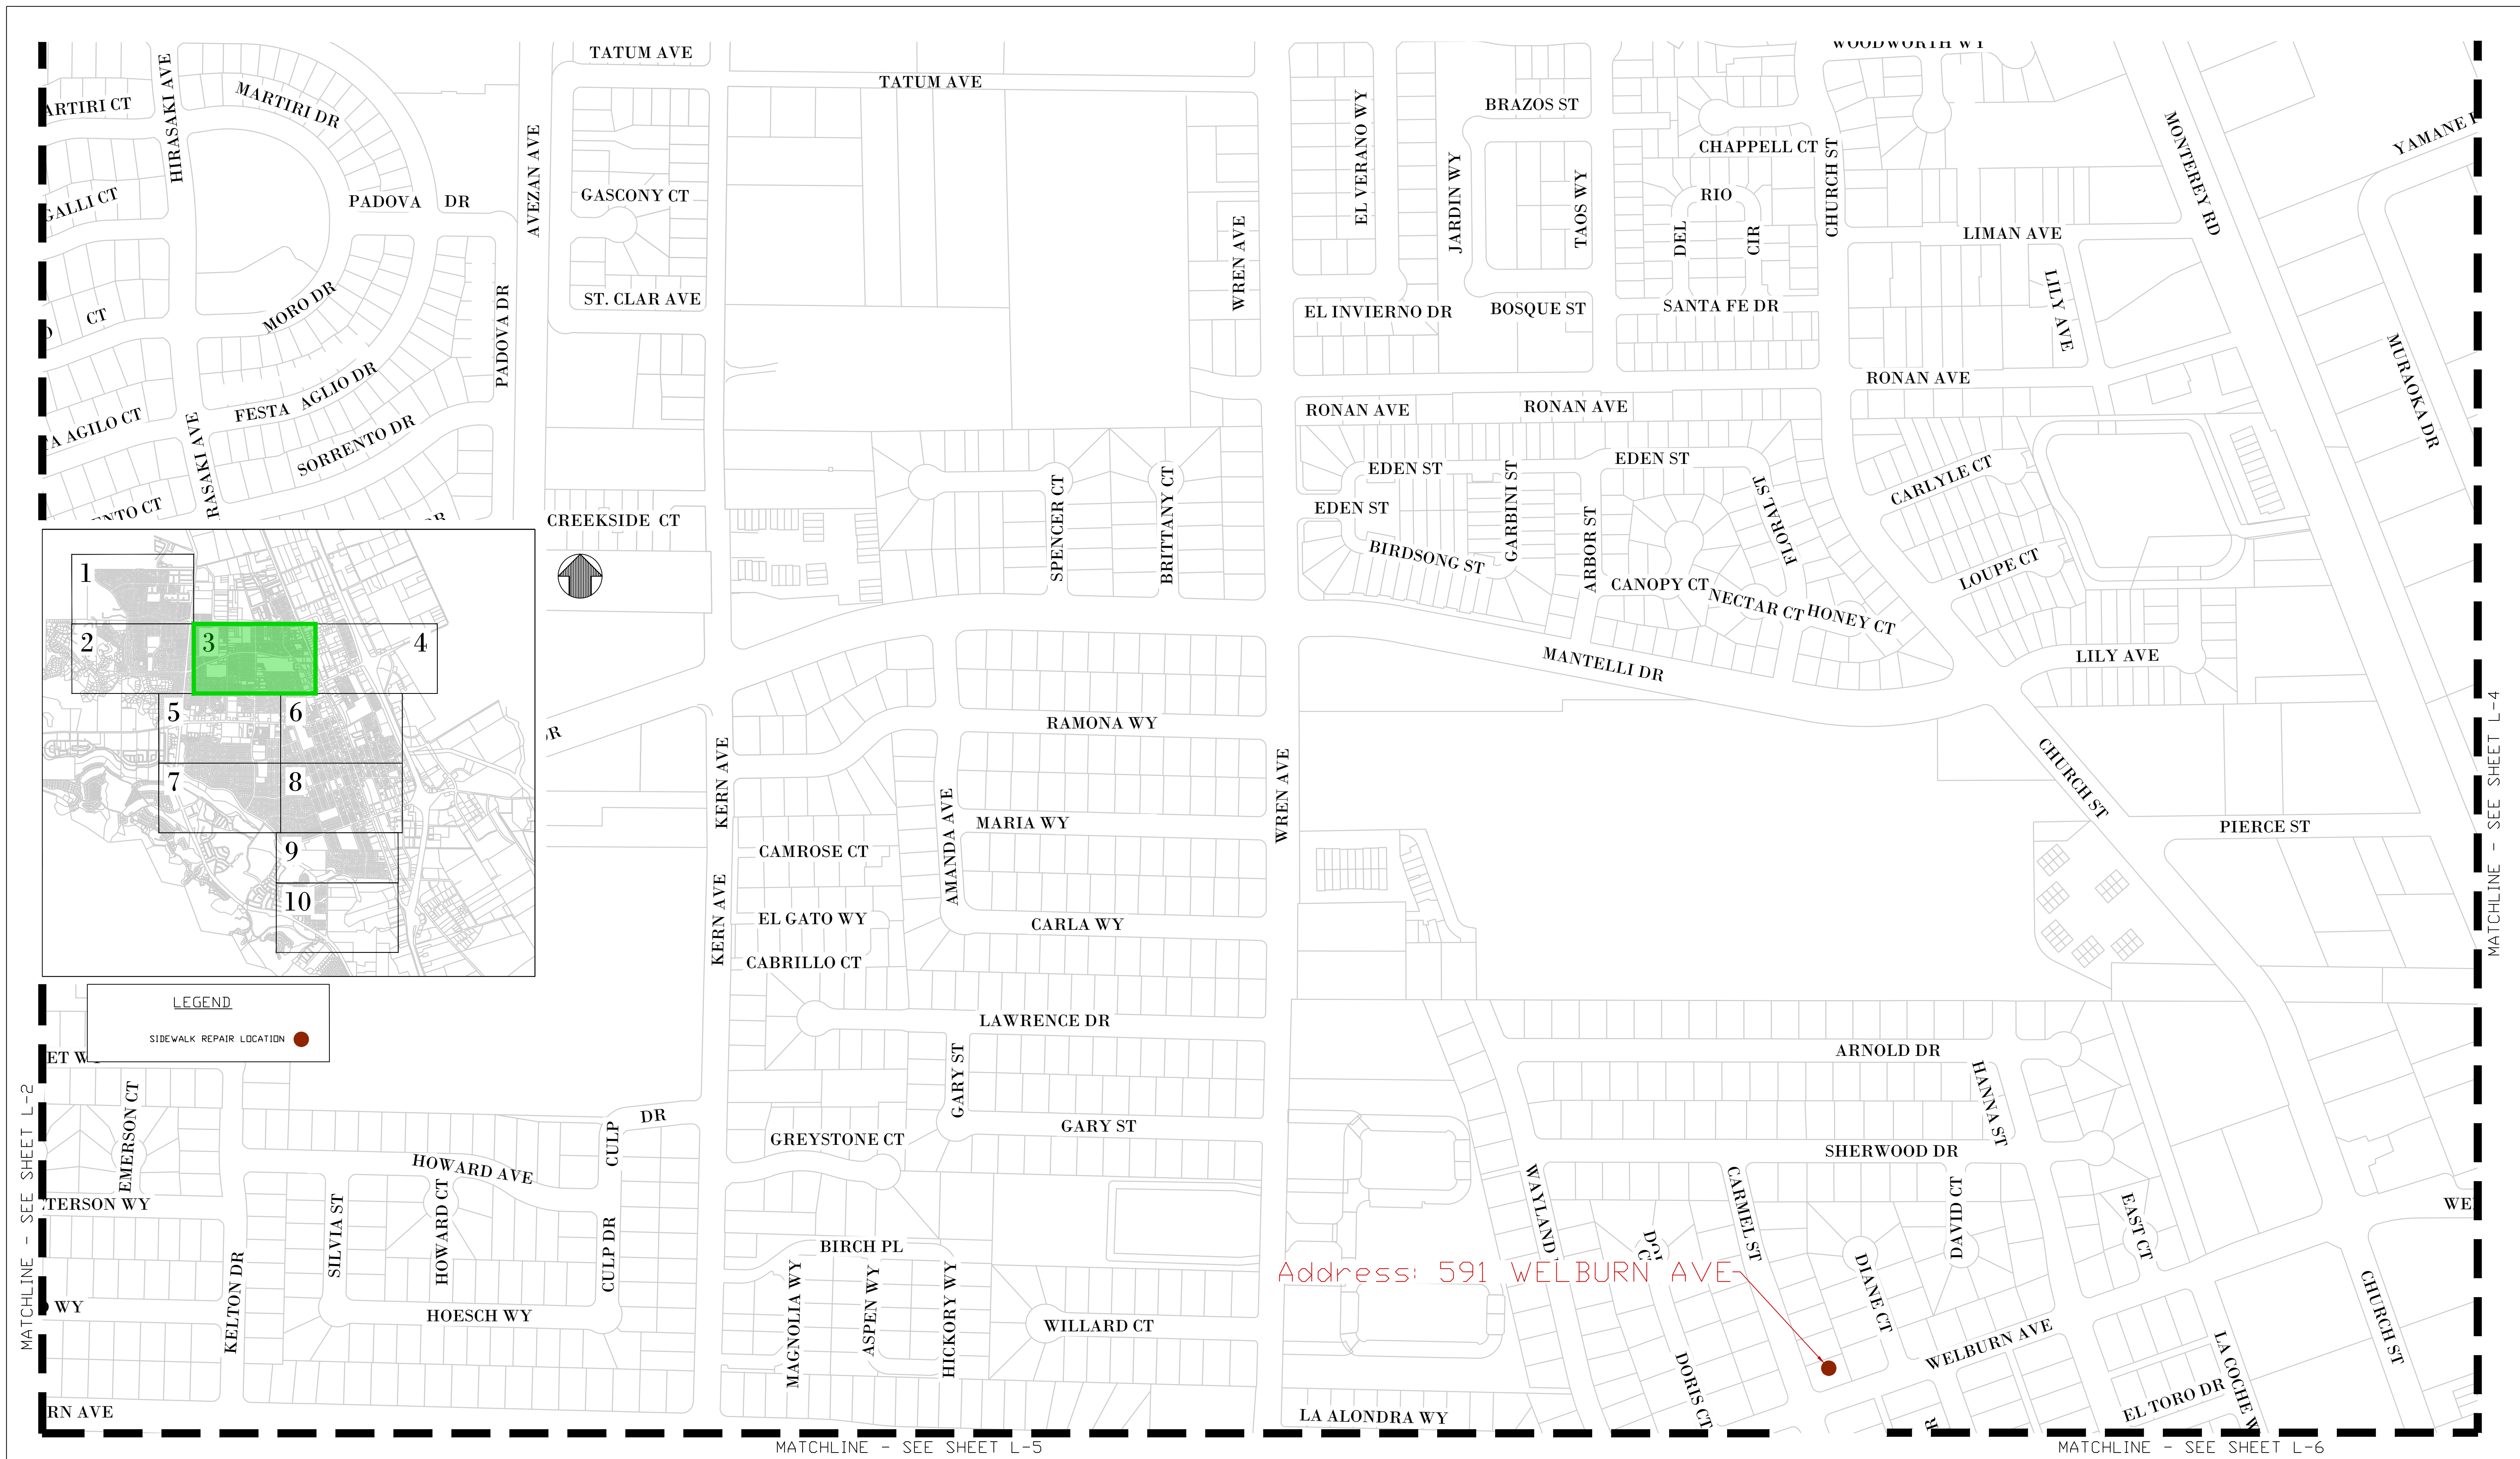 TATUM AVE
TATUM AVE
WOODWORTH WY
ARTIRI CT
HIRASAKI AVE
MARTIRI DR
AVEZAN AVE
EL VERANO WY
BRAZOS ST
JARDIN WY
TAOS WY
CHAPPELL CT
CHURCH ST
MONTEREY RD
YAMANE
GALLI CT
PADOVA DR
GASCONY CT
WREN AVE
RIO
DEL
CIR
LIMAN AVE
LILY AVE
CT
MORO DR
PADOVA DR
ST. CLAR AVE
EL INVIERNO DR
BOSQUE ST
SANTA FE DR
MURAOKA DR
RONAN AVE
FESTA AGLIO DR
RONAN AVE
RONAN AVE
TA AGILO CT
RASAKI AVE
SORRENTO DR
EDEN ST
GARBINI ST
EDEN ST
FLORAL ST
CARLYLE CT
ENTO CT
DR
CREEKSIDE CT
SPENCER CT
BRITTANY CT
EDEN ST
BIRDSONG ST
ARBOR ST
CANOPY CT
NECTAR CT
HONEY CT
LOUPE CT
1
2
3
4
5
6
7
8
9
10
MANTELLI DR
LILY AVE
DR
KERN AVE
RAMONA WY
WREN AVE
CHURCH ST
PIERCE ST
MATCHLINE - SEE SHEET L-4
AMANDA AVE
MARIA WY
CAMROSE CT
KERN AVE
EL GATO WY
CARLA WY
CABRILLO CT
LEGEND
SIDEWALK REPAIR LOCATION
LAWRENCE DR
ARNOLD DR
HANNA ST
ET W
EMERSON CT
MATCHLINE - SEE SHEET L-2
CULP DR
GARY ST
GARY ST
GREYSTONE CT
SHERWOOD DR
HOWARD AVE
TERSON WY
SILVIA ST
HOWARD CT
CULP DR
WAYLAND
CARMEL ST
DAVID CT
EAST CT
WE
BIRCH PL
KELTON DR
MAGNOLIA WY
ASPEN WY
HICKORY WY
Address: 591 WELBURN AVE
DIANE CT
CHURCH ST
WY
HOESCH WY
WILLARD CT
DORIS CT
WELBURN AVE
LA COCHE W
EL TORO DR
RN AVE
LA ALONDRA WY
R
MATCHLINE - SEE SHEET L-5
MATCHLINE - SEE SHEET L-6